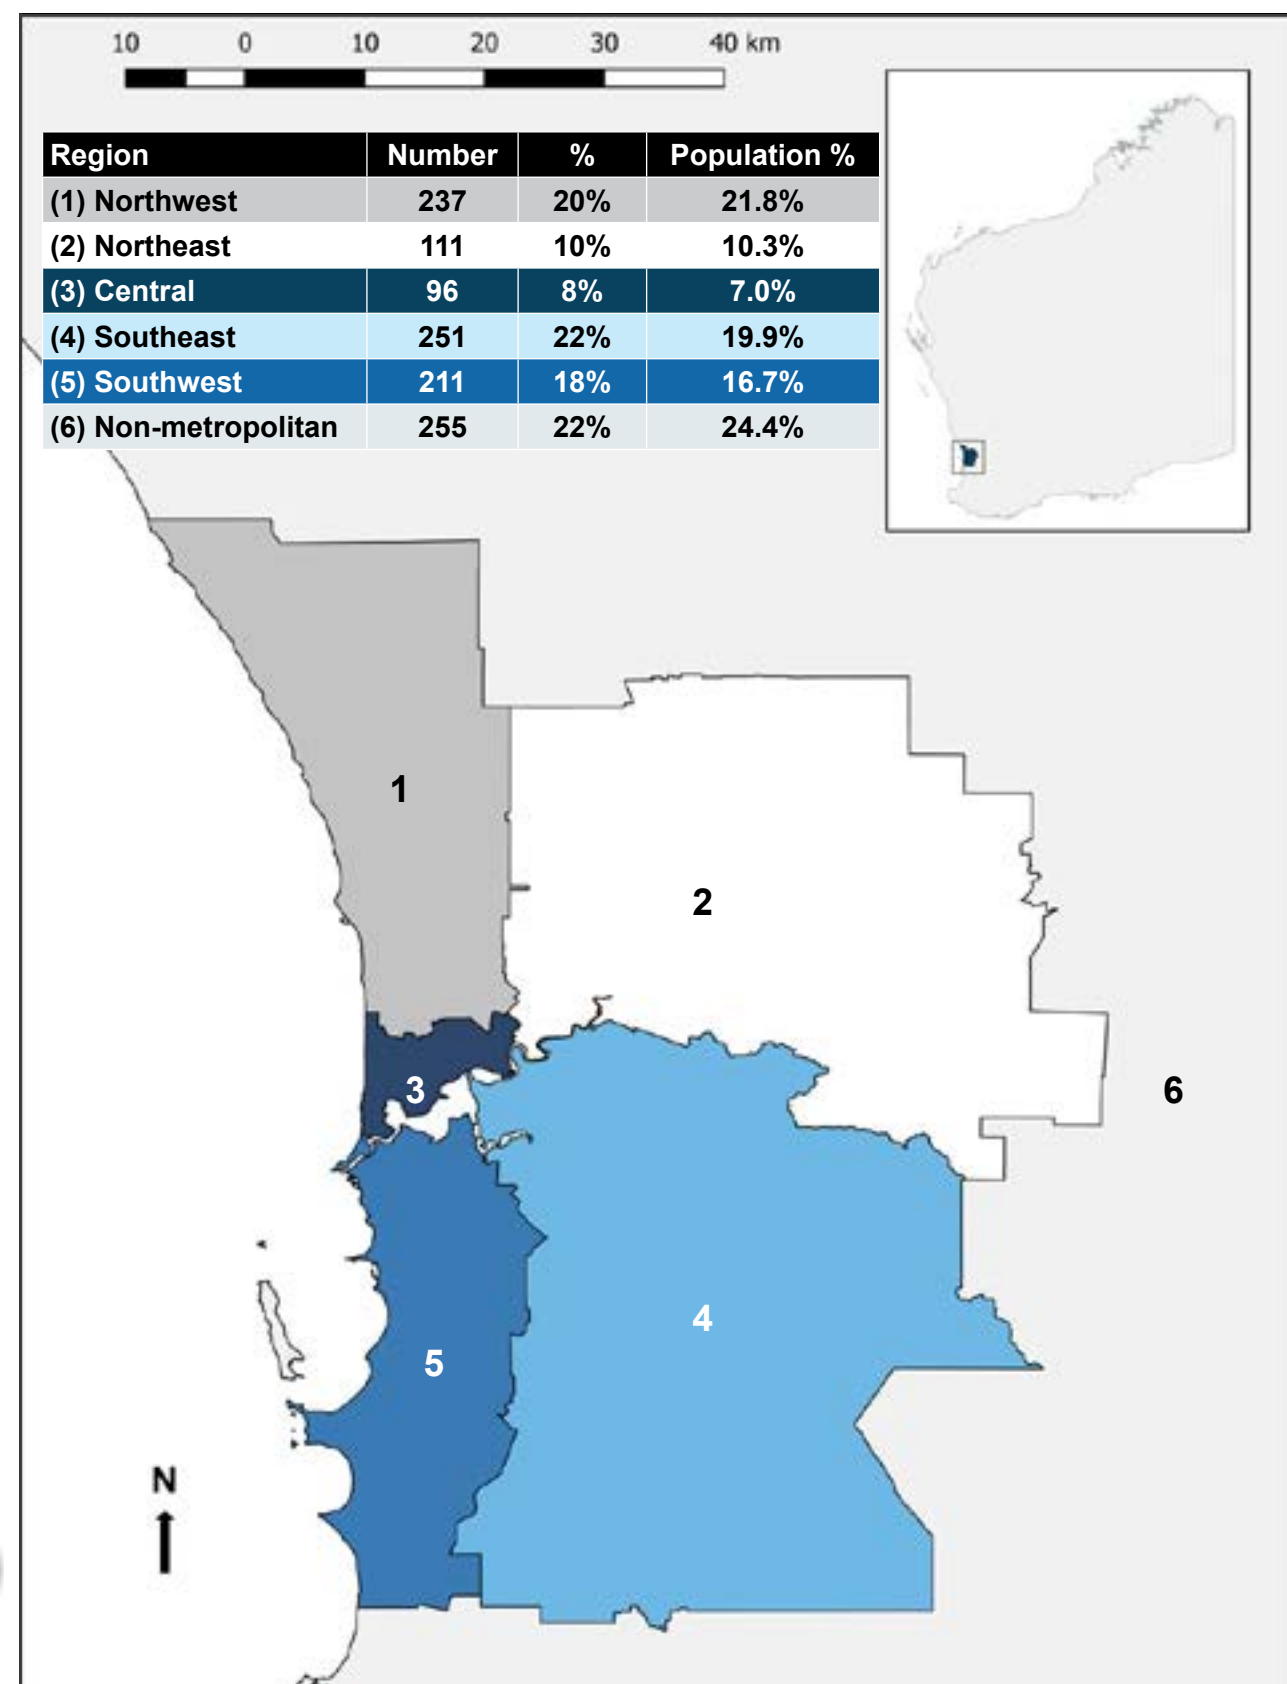 10 0 10 20 30 40 km
Region Number % Population %
(1) Northwest 237 20% 21.8%
(2) Northeast 111 10% 10.3%
(3) Central 96 8% 7.0%
(4) Southeast 251 22% 19.9%
(5) Southwest 211 18% 16.7%
(6) Non-metropolitan 255 22% 24.4%
1
2
3
6
4
5
N